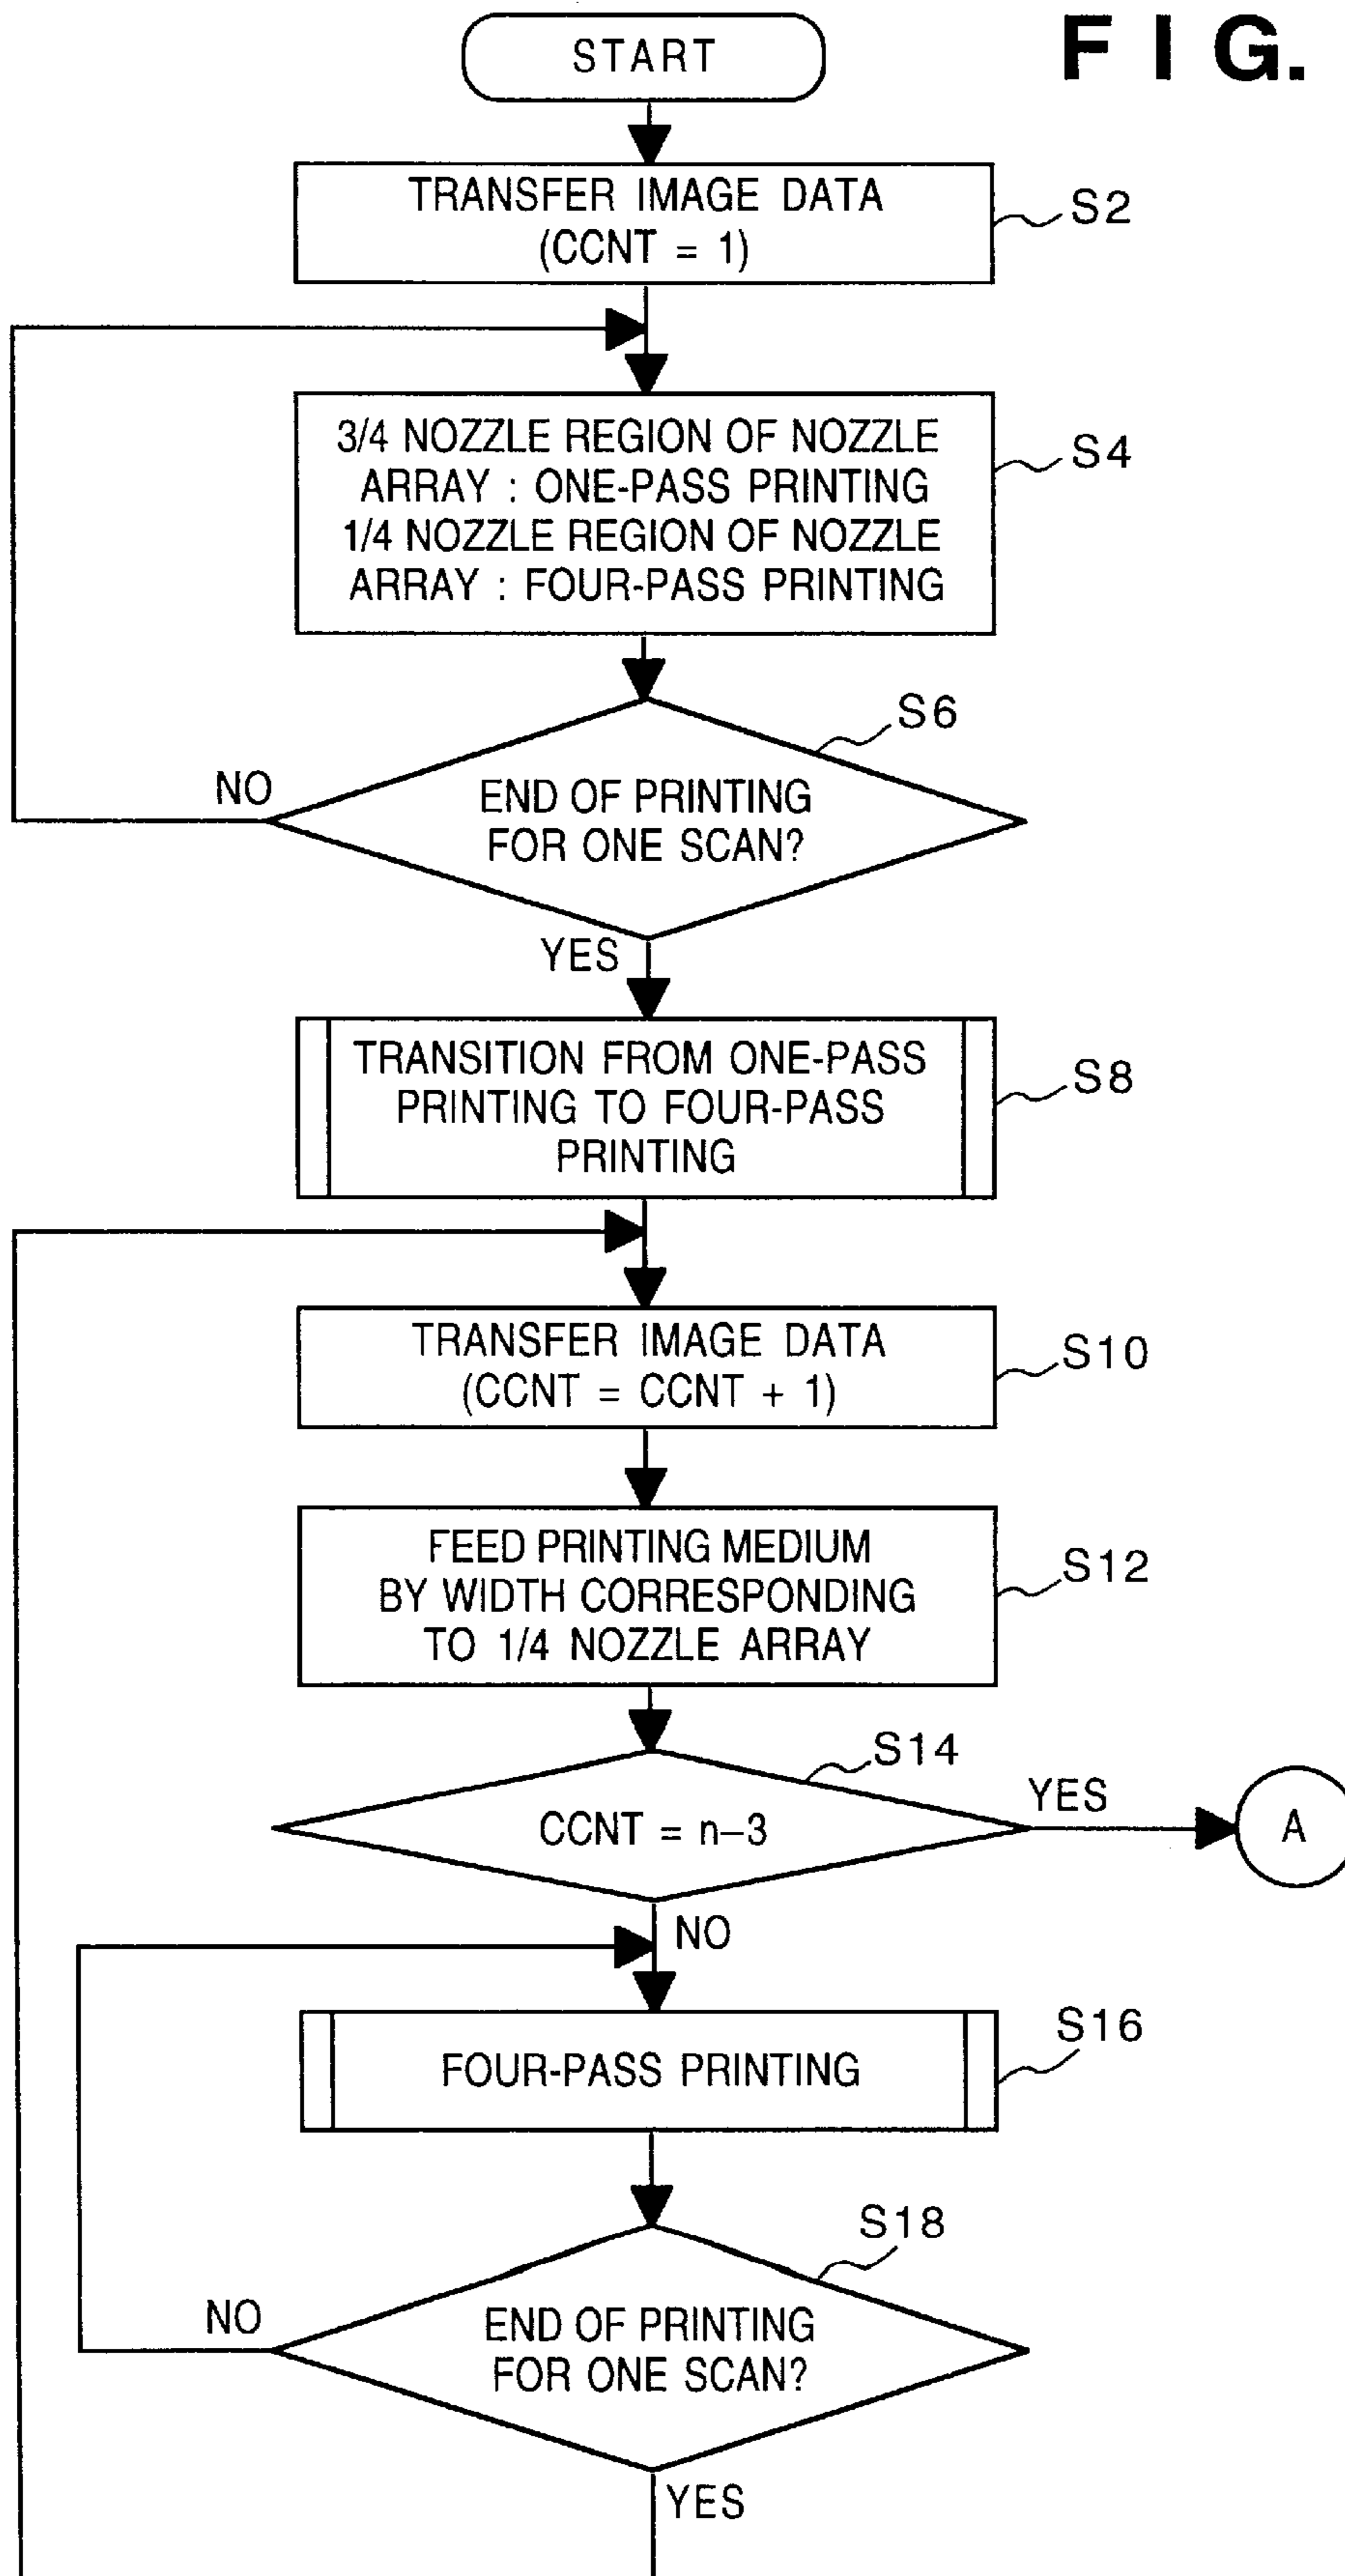 FIG.
START
TRANSFER IMAGE DATA
(CCNT = 1)
S2
3/4 NOZZLE REGION OF NOZZLE
ARRAY : ONE-PASS PRINTING
1/4 NOZZLE REGION OF NOZZLE
ARRAY : FOUR-PASS PRINTING
S4
S6
NO
END OF PRINTING
FOR ONE SCAN?
YES
TRANSITION FROM ONE-PASS
PRINTING TO FOUR-PASS
PRINTING
S8
TRANSFER IMAGE DATA
(CCNT = CCNT + 1)
S10
FEED PRINTING MEDIUM
BY WIDTH CORRESPONDING
TO 1/4 NOZZLE ARRAY
S12
S14
CCNT = n−3
YES
A
NO
FOUR-PASS PRINTING
S16
S18
NO
END OF PRINTING
FOR ONE SCAN?
YES